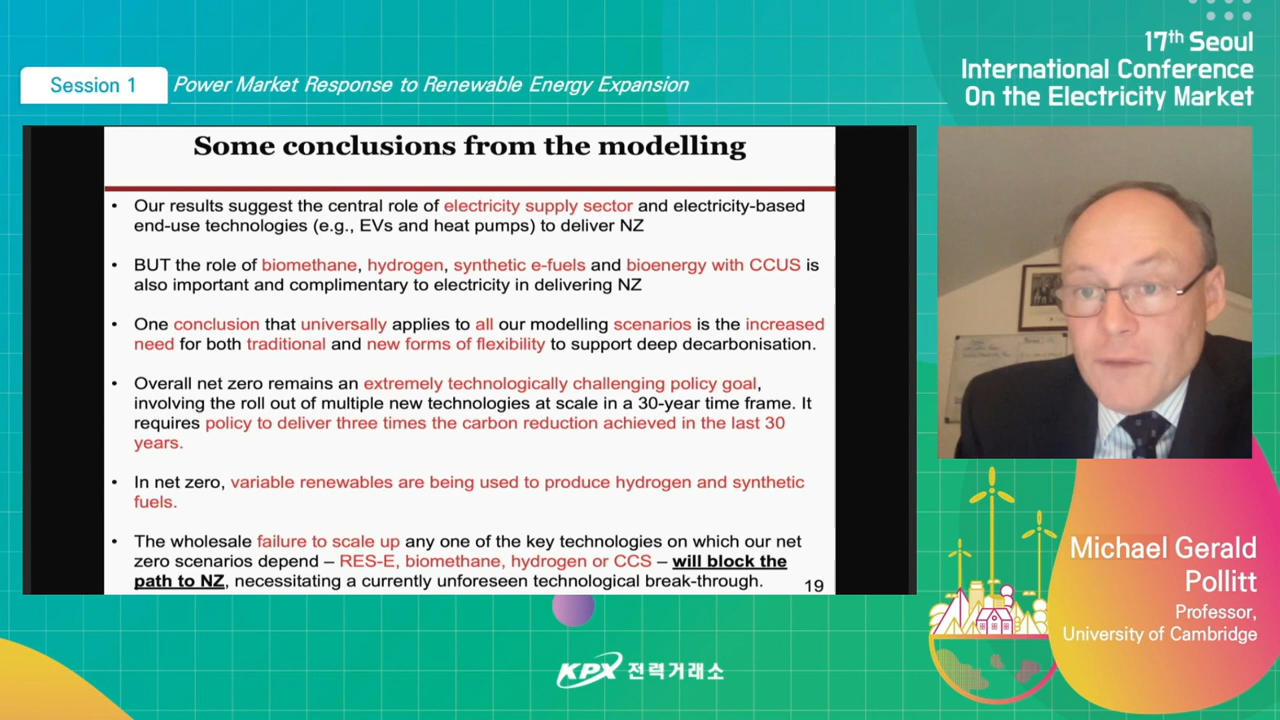 17th Seoul
International Conference
On the Electricity Market
Session 1
Power Market Response to Renewable Energy Expansion
Some conclusions from the modelling
• Our results suggest the central role of electricity supply sector and electricity-based
end-use technologies (e.g., EVs and heat pumps) to deliver NZ
• BUT the role of biomethane, hydrogen, synthetic e-fuels and bioenergy with CCUS is
also important and complimentary to electricity in delivering NZ
• One conclusion that universally applies to all our modelling scenarios is the increased
need for both traditional and new forms of flexibility to support deep decarbonisation.
• Overall net zero remains an extremely technologically challenging policy goal,
involving the roll out of multiple new technologies at scale in a 30-year time frame. It
requires policy to deliver three times the carbon reduction achieved in the last 30
years.
• In net zero, variable renewables are being used to produce hydrogen and synthetic
fuels.
• The wholesale failure to scale up any one of the key technologies on which our net
zero scenarios depend – RES-E, biomethane, hydrogen or CCS – will block the
path to NZ, necessitating a currently unforeseen technological break-through.
19
Michael Gerald
Pollitt
Professor,
University of Cambridge
KPX 전력거래소